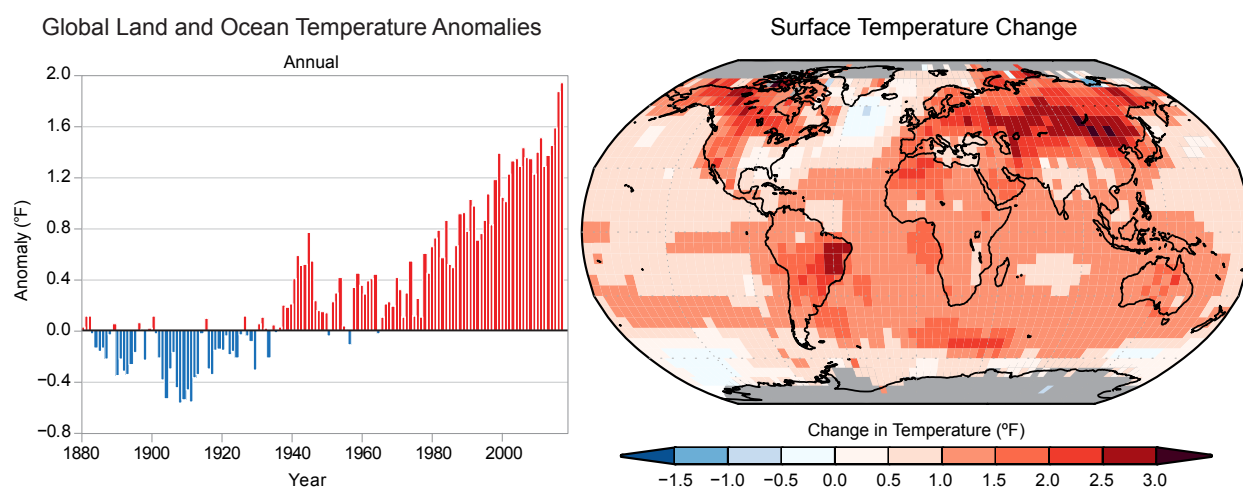 Global Land and Ocean Temperature Anomalies
Annual
Anomaly (°F)
2.0
1.6
1.2
0.8
0.4
0.0
−0.4
−0.8
1880 1900 1920 1940 1960 1980 2000
Year
Surface Temperature Change
Change in Temperature (°F)
−1.5 −1.0 −0.5 0.0 0.5 1.0 1.5 2.0 2.5 3.0